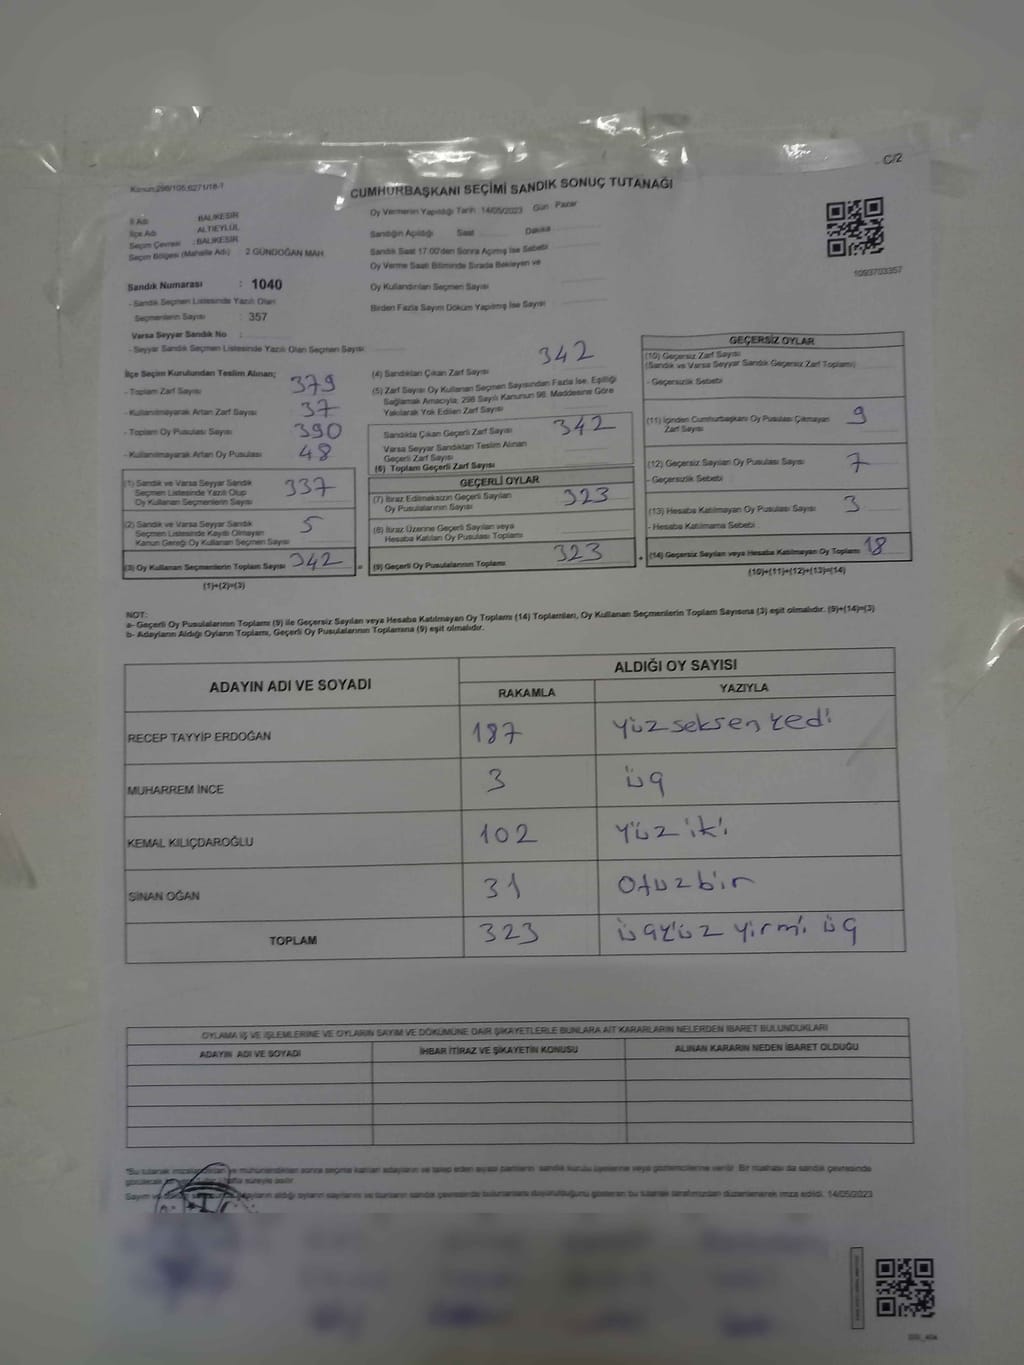 C/2
Kanun:298/105,6271/18-1
CUMHURBAŞKANI SEÇİMİ SANDIK SONUÇ TUTANAĞI
İl Adı BALIKESİR
İlçe Adı ALTIEYLÜL
Seçim Çevresi : BALIKESİR
Seçim Bölgesi (Mahalle Adı) 2 GÜNDOĞAN MAH.
Sandık Numarası : 1040
- Sandık Seçmen Listesinde Yazılı Olan
Seçmenlerin Sayısı : 357
Varsa Seyyar Sandık No :
- Seyyar Sandık Seçmen Listesinde Yazılı Olan Seçmen Sayısı
Oy Vermenin Yapıldığı Tarih 14/05/2023 Gün Pazar
Sandığın Açıldığı Saat Dakika
Sandık Saat 17:00'den Sonra Açılmış İse Sebebi
Oy Verme Saati Bitiminde Sırada Bekleyen ve
Oy Kullandırılan Seçmen Sayısı
Birden Fazla Sayım Döküm Yapılmış İse Sayısı
1093703357
İlçe Seçim Kurulundan Teslim Alınan;
- Toplam Zarf Sayısı 379
- Kullanılmayarak Artan Zarf Sayısı 37
- Toplam Oy Pusulası Sayısı 390
- Kullanılmayarak Artan Oy Pusulası 48
(1) Sandık ve Varsa Seyyar Sandık
Seçmen Listesinde Yazılı Olup
Oy Kullanan Seçmenlerin Sayısı 337
(2) Sandık ve Varsa Seyyar Sandık
Seçmen Listesinde Kayıtlı Olmayan
Kanun Gereği Oy Kullanan Seçmen Sayısı 5
(3) Oy Kullanan Seçmenlerin Toplam Sayısı 342
(1)+(2)=(3)
(4) Sandıktan Çıkan Zarf Sayısı 342
(5) Zarf Sayısı Oy Kullanan Seçmen Sayısından Fazla İse, Eşitliği
Sağlamak Amacıyla; 298 Sayılı Kanunun 98. Maddesine Göre
Yakılarak Yok Edilen Zarf Sayısı
Sandıkta Çıkan Geçerli Zarf Sayısı 342
Varsa Seyyar Sandıktan Teslim Alınan
Geçerli Zarf Sayısı
(6) Toplam Geçerli Zarf Sayısı
GEÇERLİ OYLAR
(7) İtiraz Edilmeksizin Geçerli Sayılan
Oy Pusulalarının Sayısı 323
(8) İtiraz Üzerine Geçerli Sayılan veya
Hesaba Katılan Oy Pusulası Toplamı
= (9) Geçerli Oy Pusulalarının Toplamı 323
GEÇERSİZ OYLAR
(10) Geçersiz Zarf Sayısı
(Sandık ve Varsa Seyyar Sandık Geçersiz Zarf Toplamı)
- Geçersizlik Sebebi
(11) İçinden Cumhurbaşkanı Oy Pusulası Çıkmayan
Zarf Sayısı 9
(12) Geçersiz Sayılan Oy Pusulası Sayısı 7
- Geçersizlik Sebebi
(13) Hesaba Katılmayan Oy Pusulası Sayısı 3
- Hesaba Katılmama Sebebi
+ (14) Geçersiz Sayılan veya Hesaba Katılmayan Oy Toplamı 18
(10)+(11)+(12)+(13)=(14)
NOT:
a- Geçerli Oy Pusulalarının Toplamı (9) ile Geçersiz Sayılan veya Hesaba Katılmayan Oy Toplamı (14) Toplamları, Oy Kullanan Seçmenlerin Toplam Sayısına (3) eşit olmalıdır. (9)+(14)=(3)
b- Adayların Aldığı Oyların Toplamı, Geçerli Oy Pusulalarının Toplamına (9) eşit olmalıdır.
ADAYIN ADI VE SOYADI ALDIĞI OY SAYISI
RAKAMLA YAZIYLA
RECEP TAYYİP ERDOĞAN 187 yüz seksen yedi
MUHARREM İNCE 3 üç
KEMAL KILIÇDAROĞLU 102 yüz iki
SİNAN OĞAN 31 Otuz bir
TOPLAM 323 üçyüz yirmi üç
OYLAMA İŞ VE İŞLEMLERİNE VE OYLARIN SAYIM VE DÖKÜMÜNE DAİR ŞİKAYETLERLE BUNLARA AİT KARARLARIN NELERDEN İBARET BULUNDUKLARI
ADAYIN ADI VE SOYADI İHBAR İTİRAZ VE ŞİKAYETİN KONUSU ALINAN KARARIN NEDEN İBARET OLDUĞU
"Bu tutanak imzalandıktan ve mühürlendikten sonra seçime katılan adayların ve talep eden siyasi partilerin sandık kurulu üyelerine veya gözlemcilerine verilir. Bir nüshası da sandık çevresinde
süreyle asılır
Sayım ve adayların aldığı oyların sayılarını ve bunların sandık çevresinde bulunanlara duyurulduğunu gösteren bu tutanak tarafımızdan düzenlenerek imza edildi. 14/05/2023